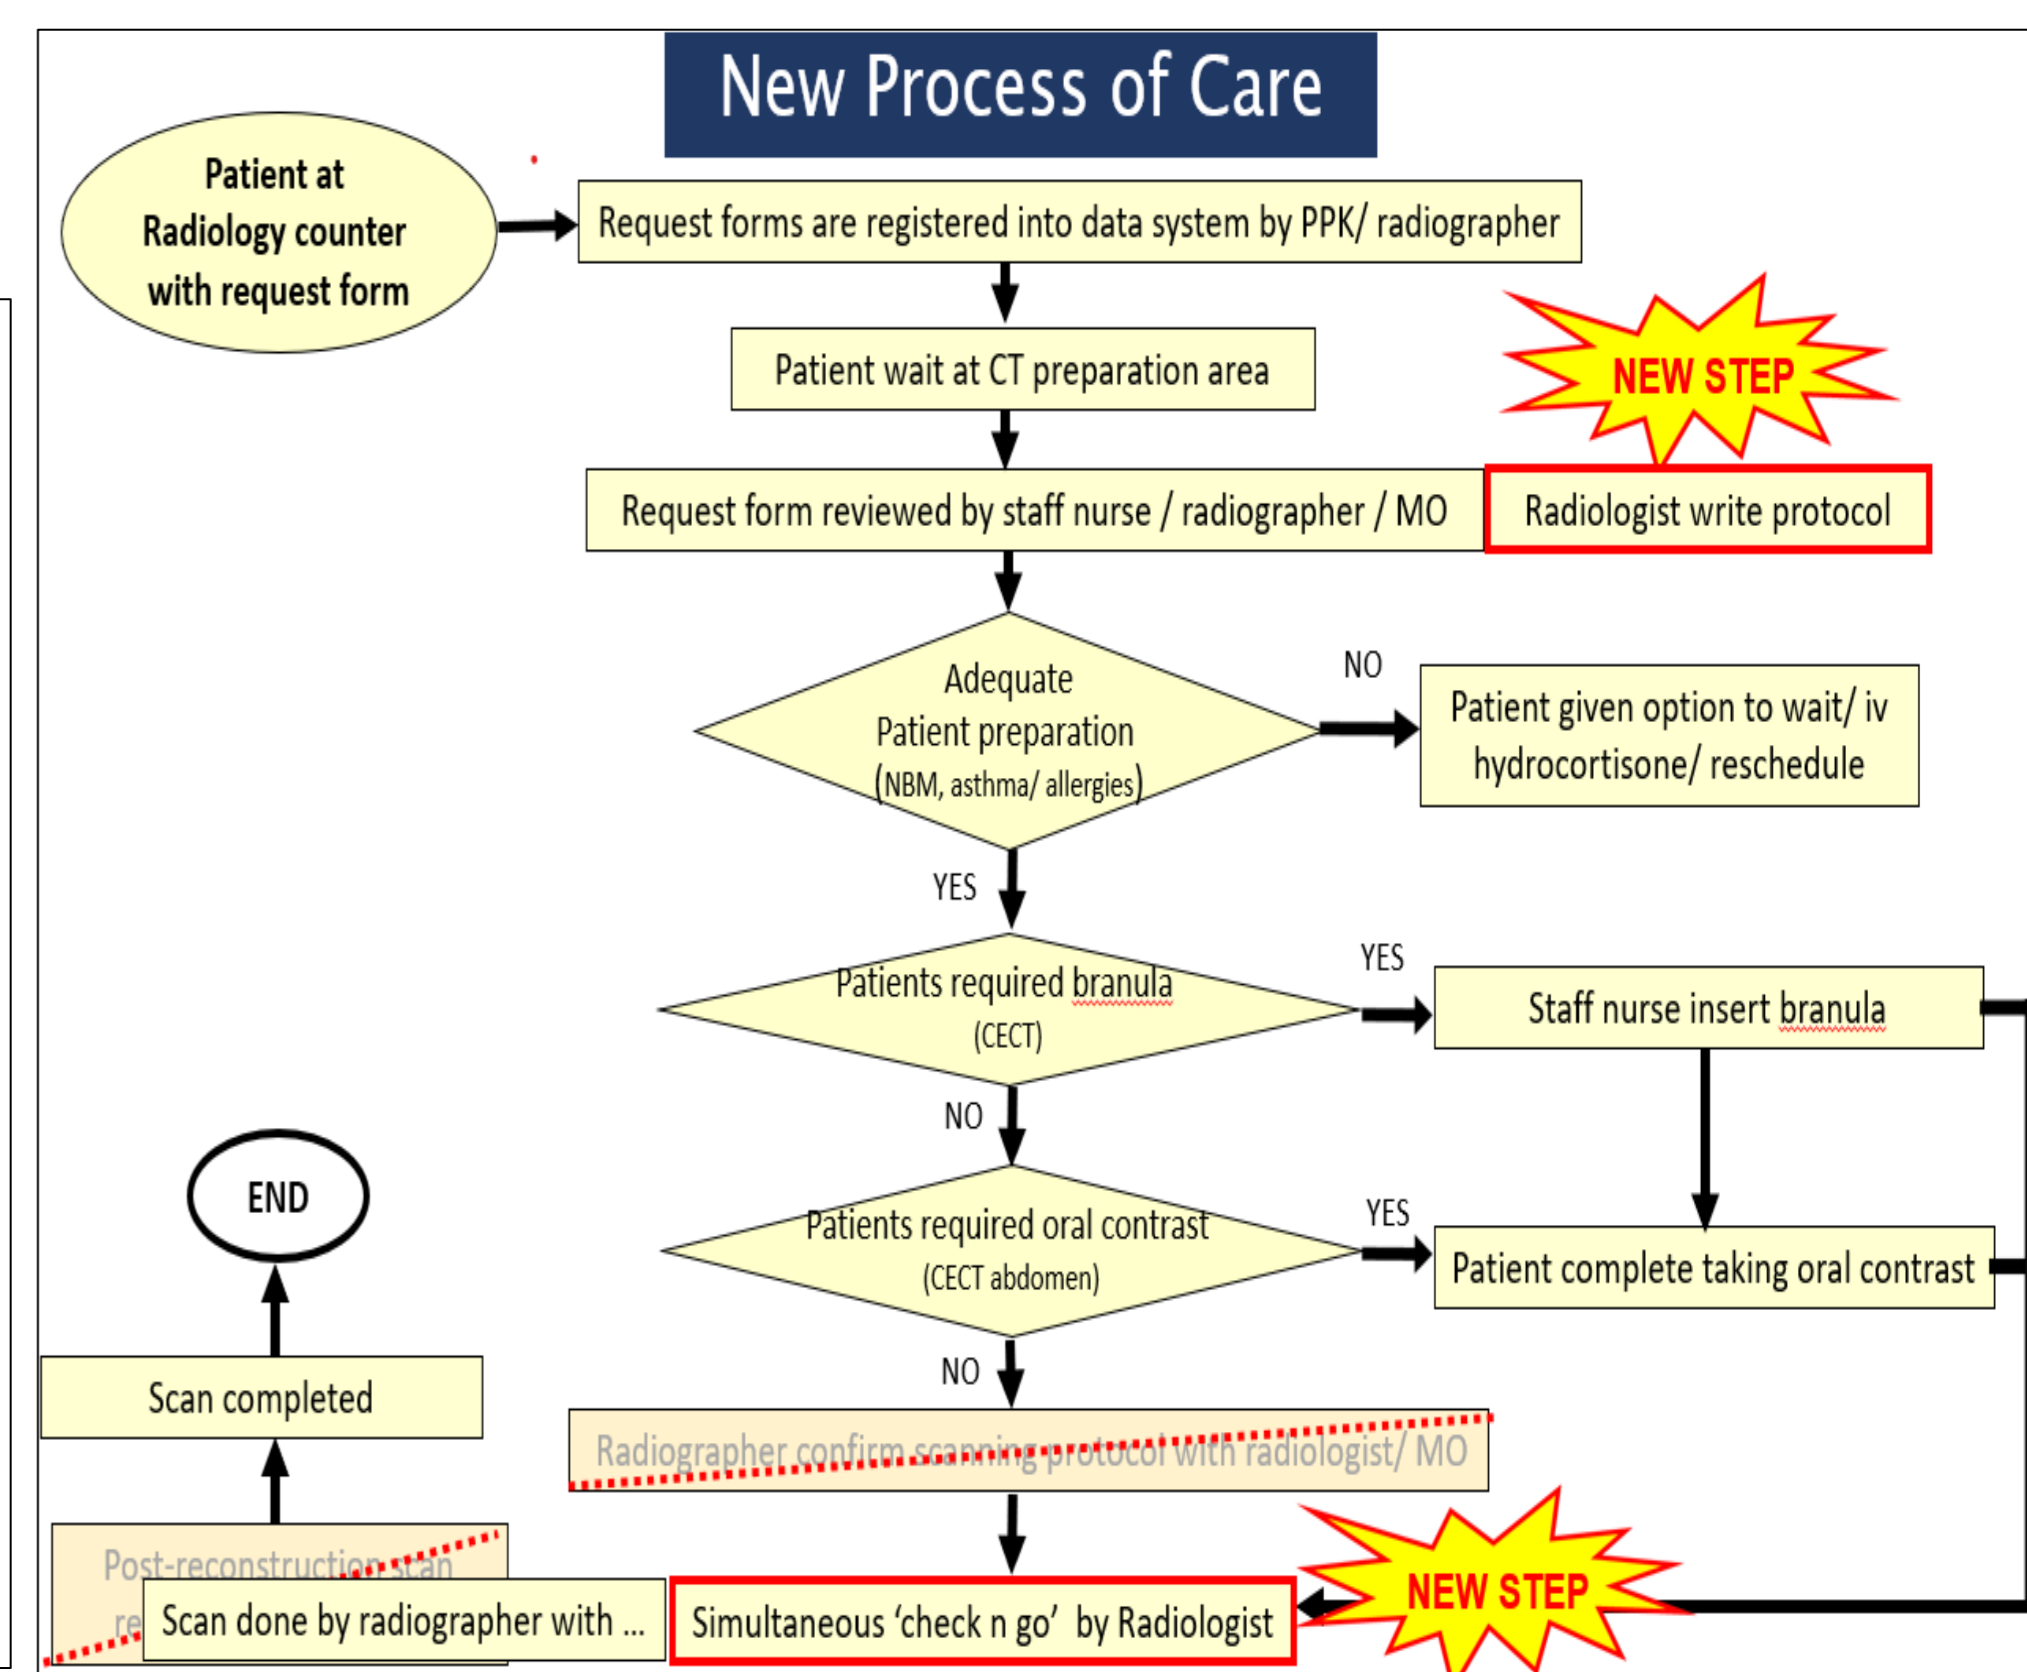 New Process of Care
Patient at
Radiology counter
with request form
Request forms are registered into data system by PPK/ radiographer
Patient wait at CT preparation area
NEW STEP
Request form reviewed by staff nurse / radiographer / MO
Radiologist write protocol
Adequate
Patient preparation
(NBM, asthma/ allergies)
NO
Patient given option to wait/ iv
hydrocortisone/ reschedule
YES
Patients required branula
(CECT)
YES
Staff nurse insert branula
NO
END
Patients required oral contrast
(CECT abdomen)
YES
Patient complete taking oral contrast
NO
Scan completed
Radiographer confirm scanning protocol with radiologist/ MO
Post-reconstruction scan
Scan done by radiographer with ...
Simultaneous ‘check n go’ by Radiologist
NEW STEP